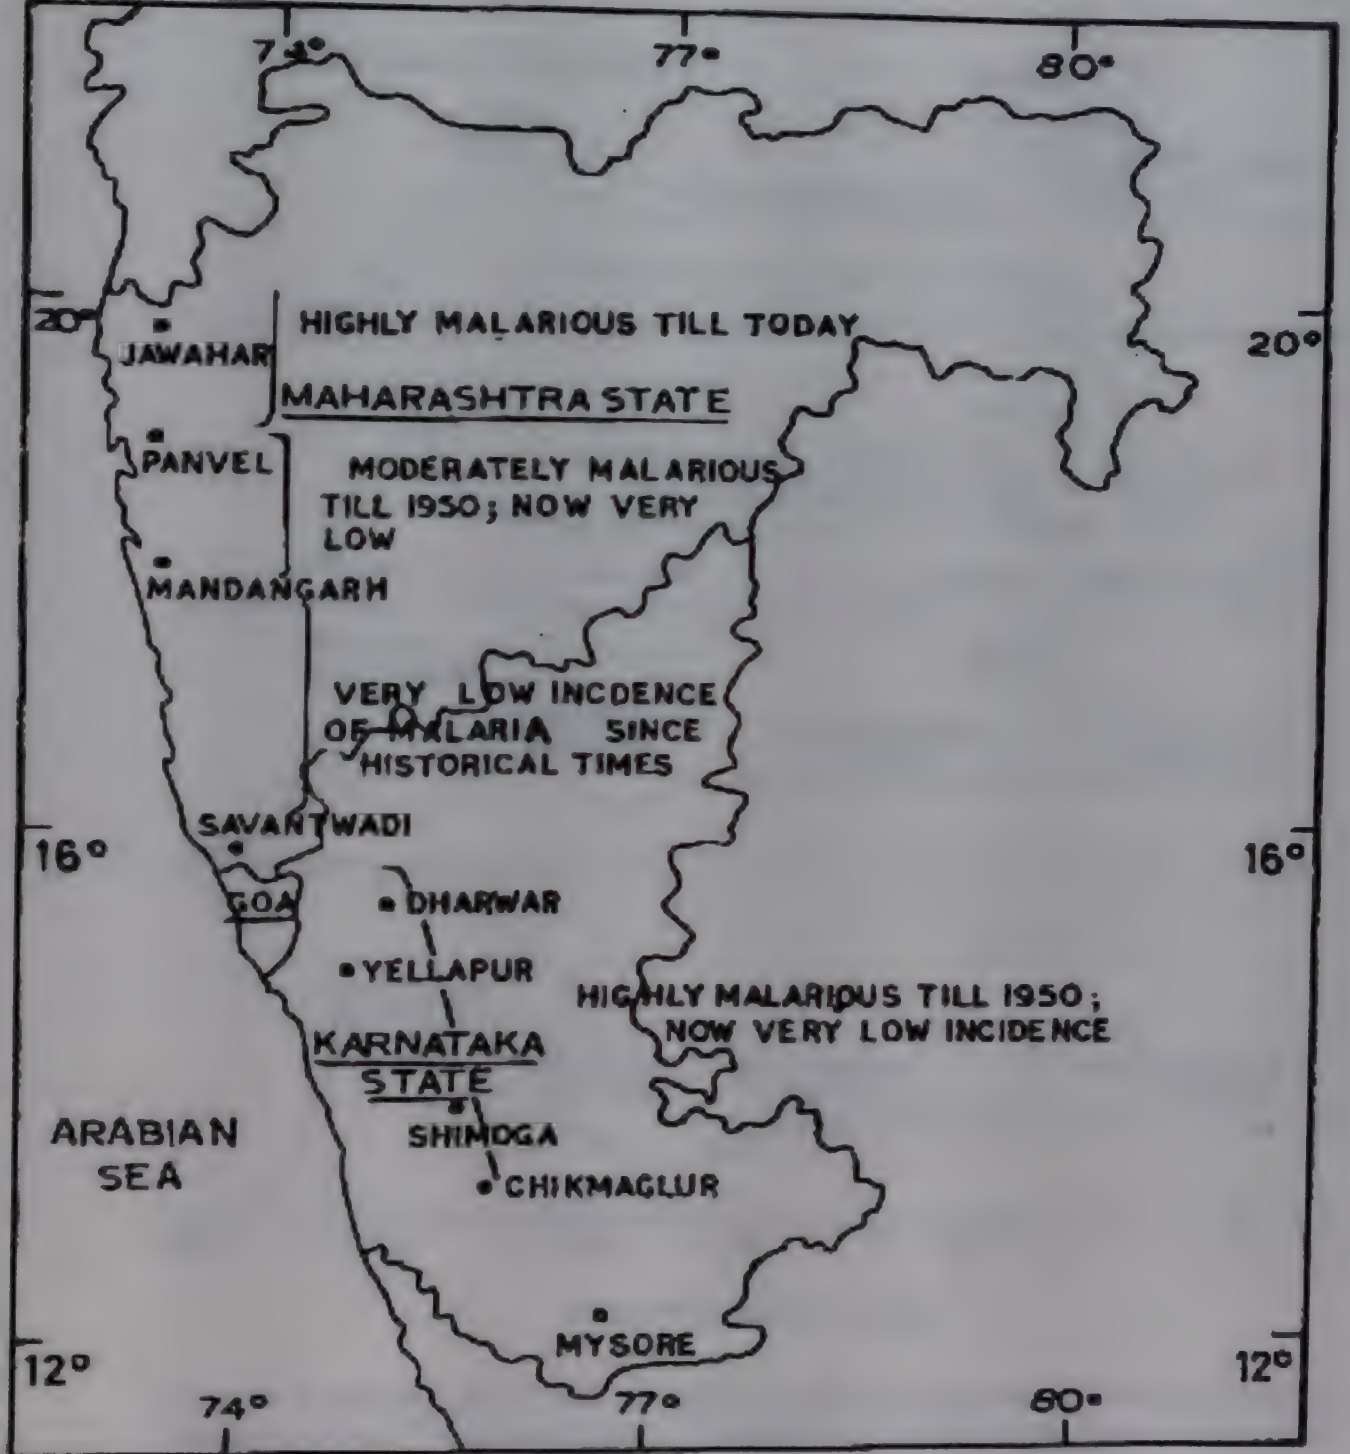 74° 77° 80°
20° 20°
HIGHLY MALARIOUS TILL TODAY
JAWAHAR
MAHARASHTRA STATE
PANVEL
MODERATELY MALARIOUS
TILL 1950; NOW VERY
LOW
MANDANGARH
VERY LOW INCDENCE
OF MALARIA SINCE
HISTORICAL TIMES
SAVANTWADI
16° 16°
GOA
DHARWAR
YELLAPUR
HIGHLY MALARIOUS TILL 1950;
NOW VERY LOW INCIDENCE
KARNATAKA
STATE
SHIMOGA
CHIKMAGLUR
ARABIAN
SEA
MYSORE
12° 12°
74° 77° 80°